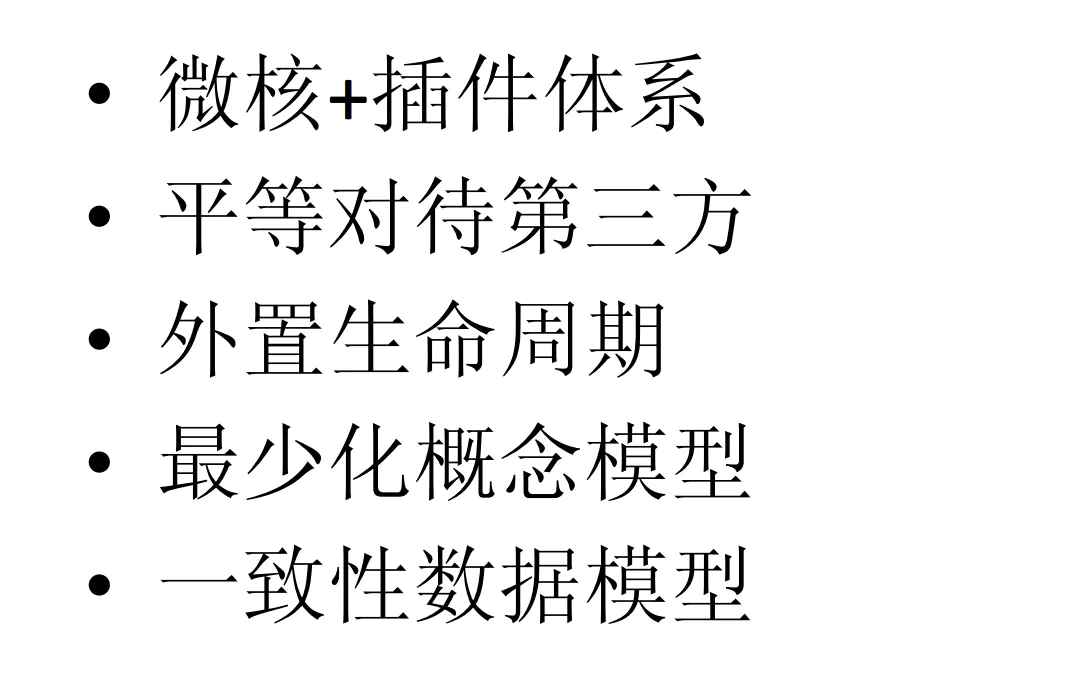 • 微核+插件体系
• 平等对待第三方
• 外置生命周期
• 最少化概念模型
• 一致性数据模型